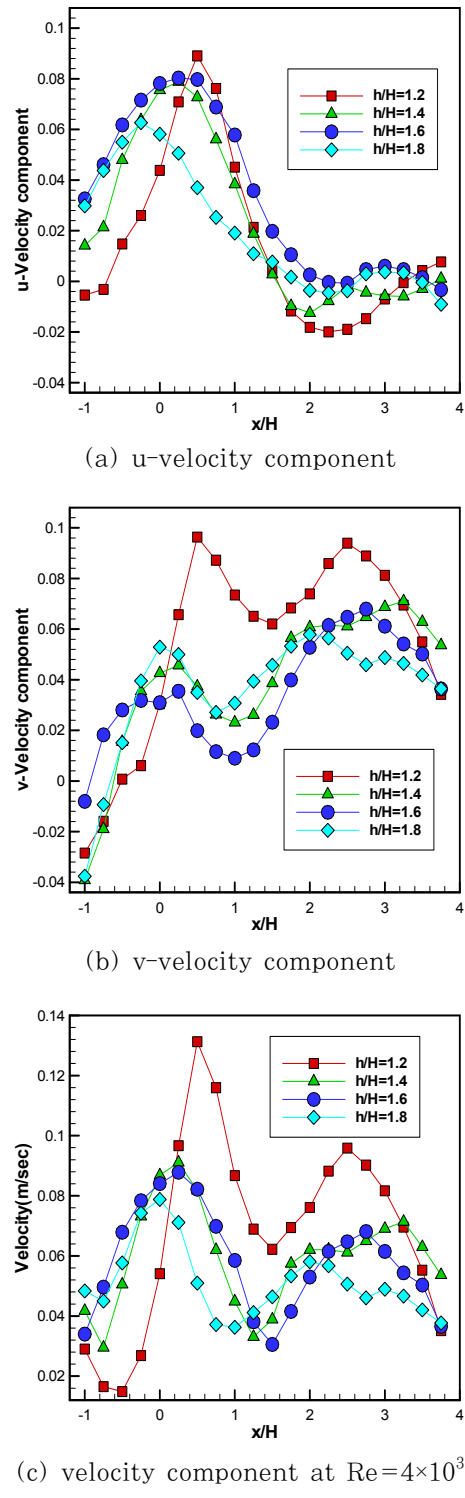 0.1
0.08
0.06
0.04
0.02
0
-0.02
-0.04
u-Velocity component
h/H=1.2
h/H=1.4
h/H=1.6
h/H=1.8
-1 0 1 2 3 4
x/H
(a) u-velocity component
0.1
0.08
0.06
0.04
0.02
0
-0.02
-0.04
v-Velocity component
h/H=1.2
h/H=1.4
h/H=1.6
h/H=1.8
-1 0 1 2 3 4
x/H
(b) v-velocity component
0.14
0.12
0.1
0.08
0.06
0.04
0.02
Velocity(m/sec)
h/H=1.2
h/H=1.4
h/H=1.6
h/H=1.8
-1 0 1 2 3 4
x/H
(c) velocity component at Re=4×10³